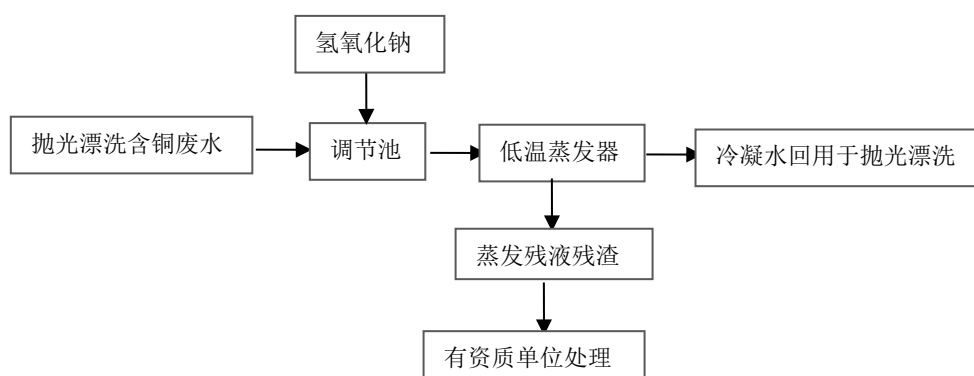 氢氧化钠
抛光漂洗含铜废水
调节池
低温蒸发器
冷凝水回用于抛光漂洗
蒸发残液残渣
有资质单位处理